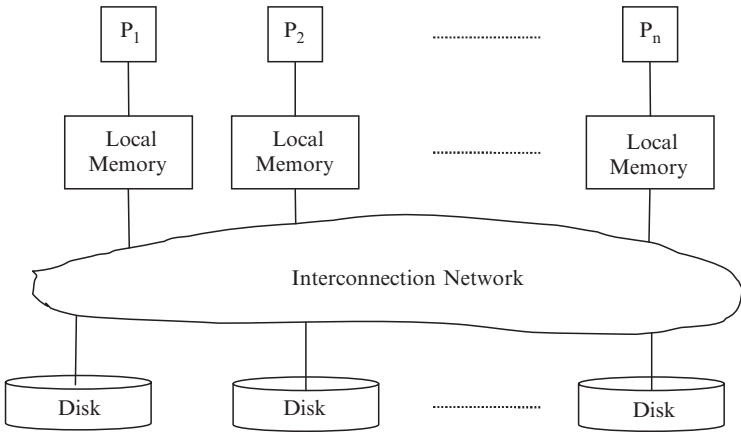 P1 P2 Pn
Local Memory
Local Memory
Local Memory
Interconnection Network
Disk Disk Disk